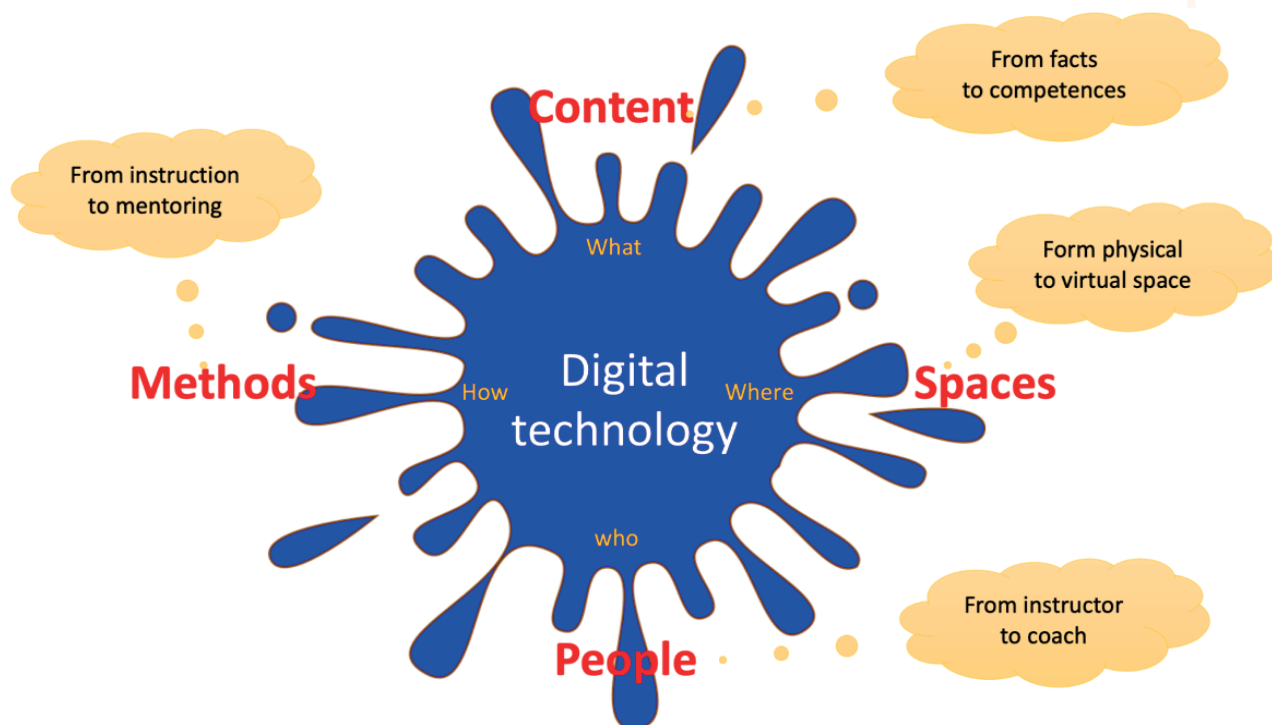 Content
From facts
to competences
From instruction
to mentoring
What
Form physical
to virtual space
Methods
How
Digital
technology
Where
Spaces
who
People
From instructor
to coach